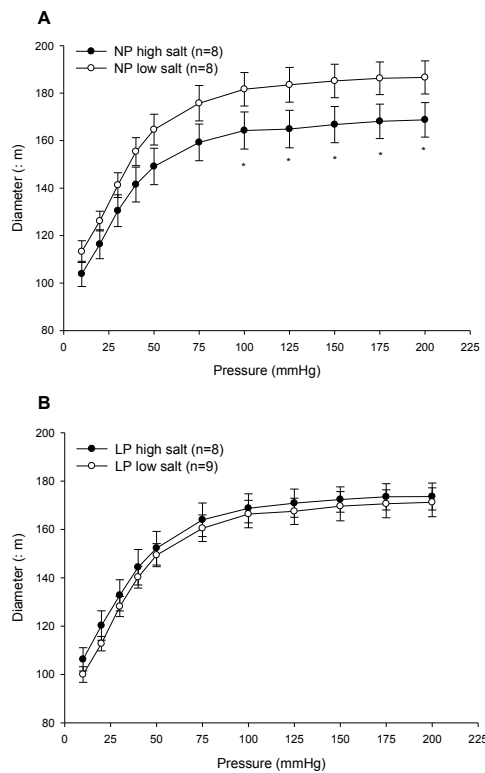 A
NP high salt (n=8)
NP low salt (n=8)
200
180
160
140
120
100
80
Diameter (: m)
* * * * *
0 25 50 75 100 125 150 175 200 225
Pressure (mmHg)
B
LP high salt (n=8)
LP low salt (n=9)
200
180
160
140
120
100
80
Diameter (: m)
0 25 50 75 100 125 150 175 200 225
Pressure (mmHg)